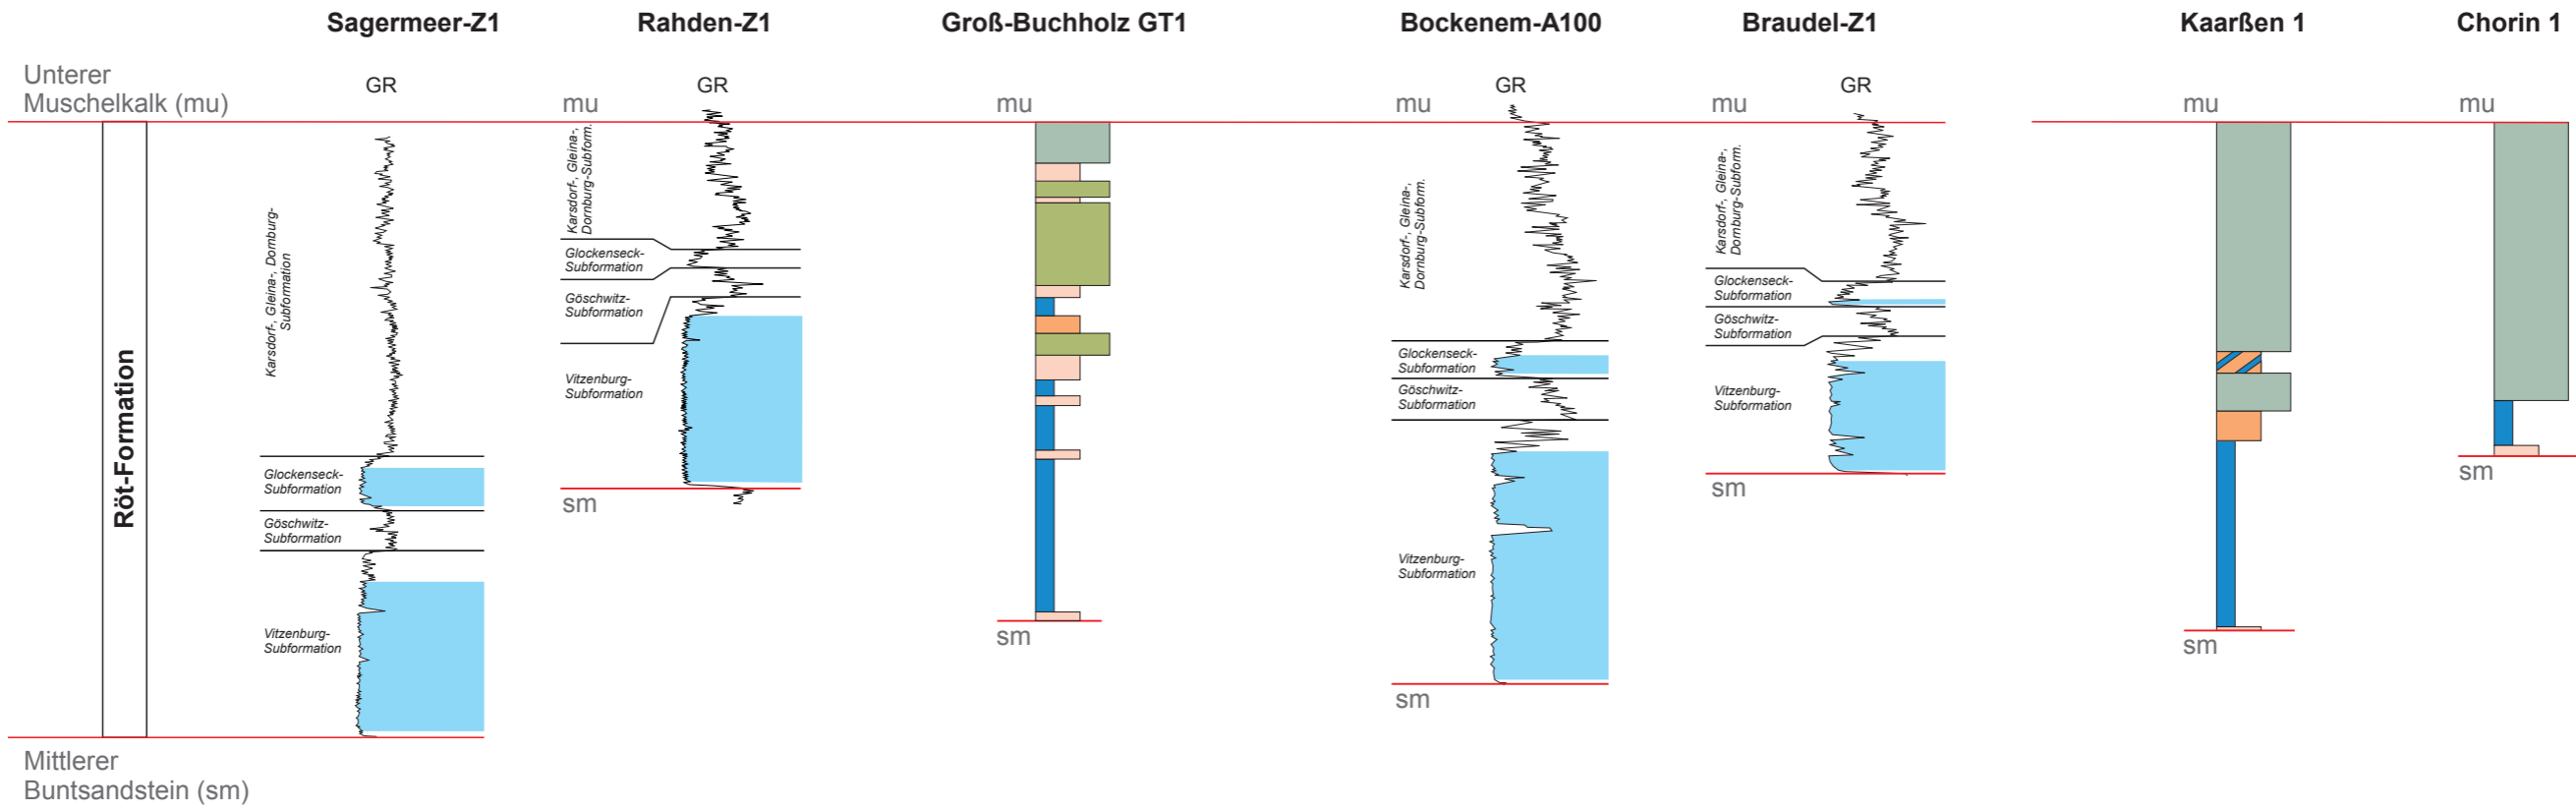 Sagermeer-Z1
Rahden-Z1
Groß-Buchholz GT1
Bockenem-A100
Braudel-Z1
Kaarßen 1
Chorin 1
Unterer
Muschelkalk (mu)
GR
mu
GR
mu
mu
GR
mu
GR
mu
mu
Röt-Formation
Karsdorf-, Gleina-, Dornburg-
Subformation
Glockenseck-
Subformation
Göschwitz-
Subformation
Vitzenburg-
Subformation
Karsdorf-, Gleina-,
Dornburg-Subform.
Glockenseck-
Subformation
Göschwitz-
Subformation
Vitzenburg-
Subformation
sm
sm
Karsdorf-, Gleina-,
Dornburg-Subform.
Glockenseck-
Subformation
Göschwitz-
Subformation
Vitzenburg-
Subformation
sm
Karsdorf-, Gleina-,
Dornburg-Subform.
Glockenseck-
Subformation
Göschwitz-
Subformation
Vitzenburg-
Subformation
sm
sm
sm
Mittlerer
Buntsandstein (sm)